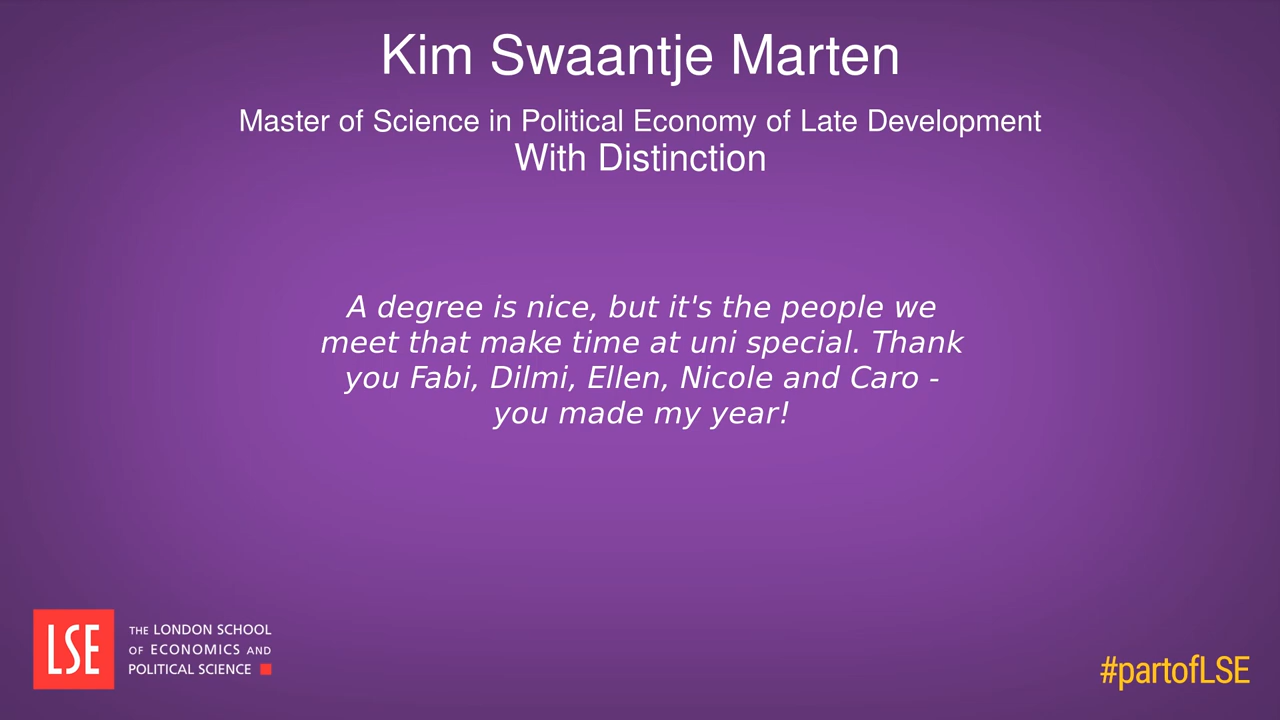 Kim Swaantje Marten
Master of Science in Political Economy of Late Development
With Distinction
A degree is nice, but it's the people we
meet that make time at uni special. Thank
you Fabi, Dilmi, Ellen, Nicole and Caro -
you made my year!
LSE
THE LONDON SCHOOL
OF ECONOMICS AND
POLITICAL SCIENCE
#partofLSE